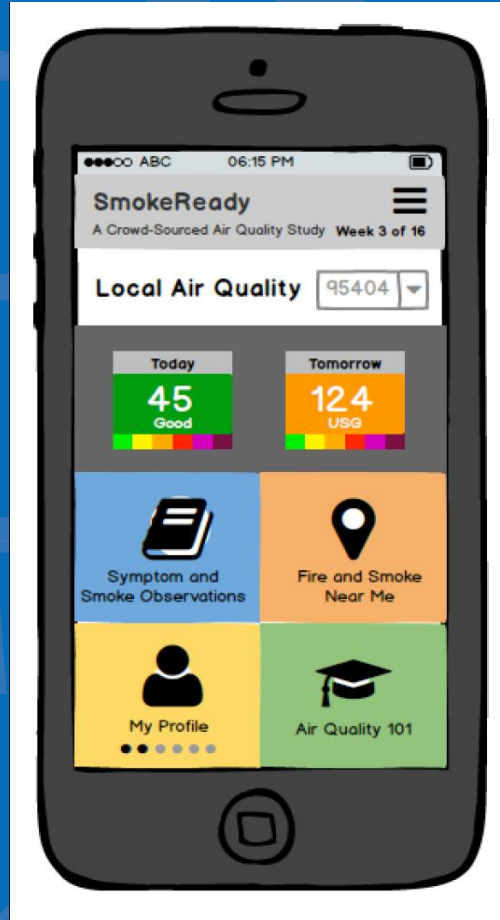 ABC 06:15 PM
SmokeReady
A Crowd-Sourced Air Quality Study Week 3 of 16
Local Air Quality 95404
Today Tomorrow
45 124
Good USG
Symptom and Fire and Smoke
Smoke Observations Near Me
My Profile Air Quality 101